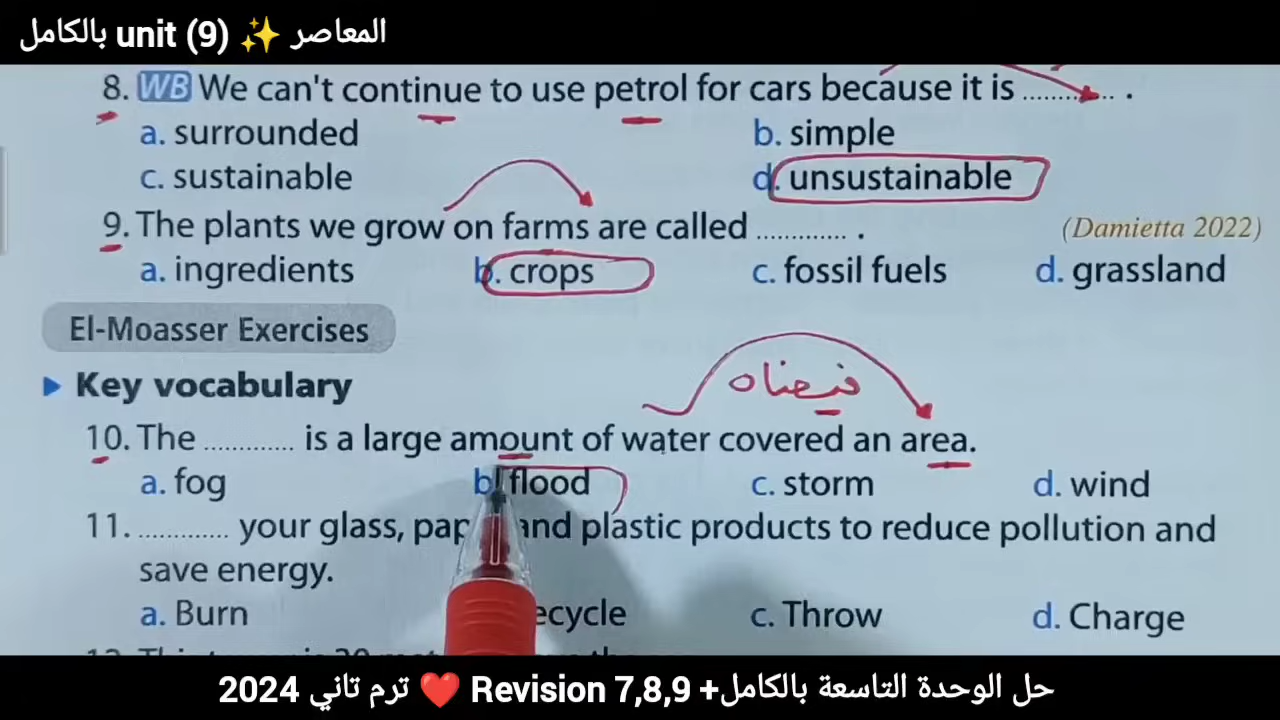 المعاصر ✨ unit (9) بالكامل
8. WB We can't continue to use petrol for cars because it is ............... .
a. surrounded b. simple
c. sustainable d. unsustainable
9. The plants we grow on farms are called ............... . (Damietta 2022)
a. ingredients b. crops c. fossil fuels d. grassland
El-Moasser Exercises
Key vocabulary
فيضناه
10. The ............... is a large amount of water covered an area.
a. fog b. flood c. storm d. wind
11. ............... your glass, and plastic products to reduce pollution and
save energy.
a. Burn c. Throw d. Charge
حل الوحدة التاسعة بالكامل+ Revision 7,8,9 ❤️ ترم تاني 2024